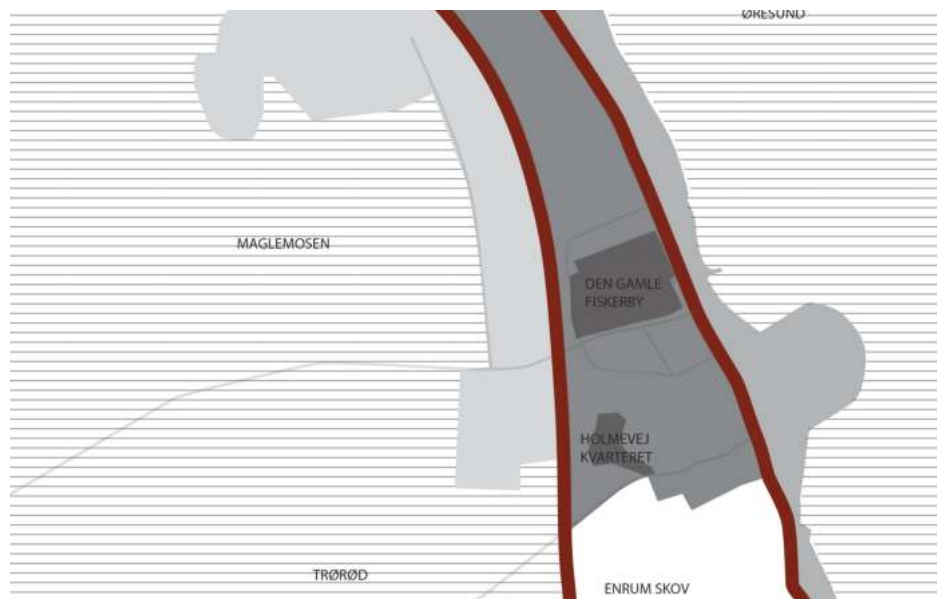 ØRESUND
MAGLEMOSEN
DEN GAMLE
FISKERBY
HOLMEVEJ
KVARTERET
TRØRØD
ENRUM SKOV